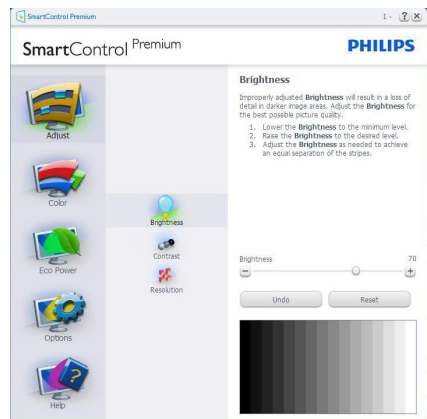 SmartControl Premium
1 · ? X
SmartControl Premium
PHILIPS
Adjust
Color
Eco Power
Options
Help
Brightness
Contrast
Resolution
Brightness
Improperly adjusted Brightness will result in a loss of
detail in darker image areas. Adjust the Brightness for
the best possible picture quality.
1. Lower the Brightness to the minimum level.
2. Raise the Brightness to the desired level.
3. Adjust the Brightness as needed to achieve
an equal separation of the stripes.
Brightness 70
Undo Reset